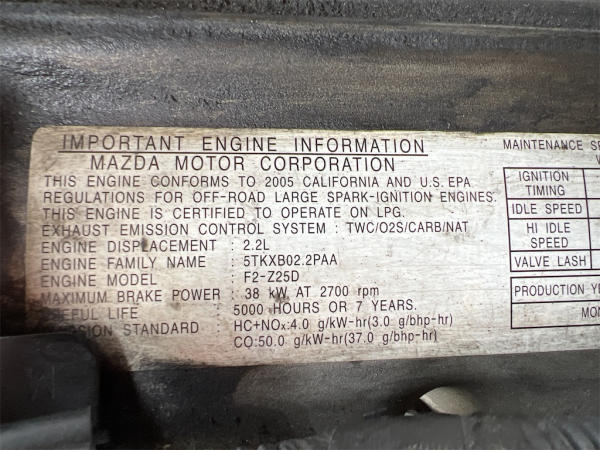 IMPORTANT ENGINE INFORMATION
MAZDA MOTOR CORPORATION
THIS ENGINE CONFORMS TO 2005 CALIFORNIA AND U.S. EPA
REGULATIONS FOR OFF-ROAD LARGE SPARK-IGNITION ENGINES.
THIS ENGINE IS CERTIFIED TO OPERATE ON LPG.
EXHAUST EMISSION CONTROL SYSTEM : TWC/O2S/CARB/NAT
ENGINE DISPLACEMENT : 2.2L
ENGINE FAMILY NAME : 5TKXB02.2PAA
ENGINE MODEL : F2-Z25D
MAXIMUM BRAKE POWER : 38 kW AT 2700 rpm
USEFUL LIFE : 5000 HOURS OR 7 YEARS.
STANDARD : HC+NOx:4.0 g/kW-hr(3.0 g/bhp-hr)
CO:50.0 g/kW-hr(37.0 g/bhp-hr)
MAINTENANCE
IGNITION
TIMING
IDLE SPEED
HI IDLE
SPEED
VALVE LASH
PRODUCTION